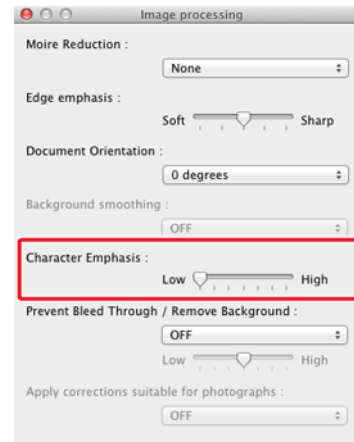 Image processing
Moire Reduction :
None
Edge emphasis :
Soft Sharp
Document Orientation :
0 degrees
Background smoothing :
OFF
Character Emphasis :
Low High
Prevent Bleed Through / Remove Background :
OFF
Low High
Apply corrections suitable for photographs :
OFF